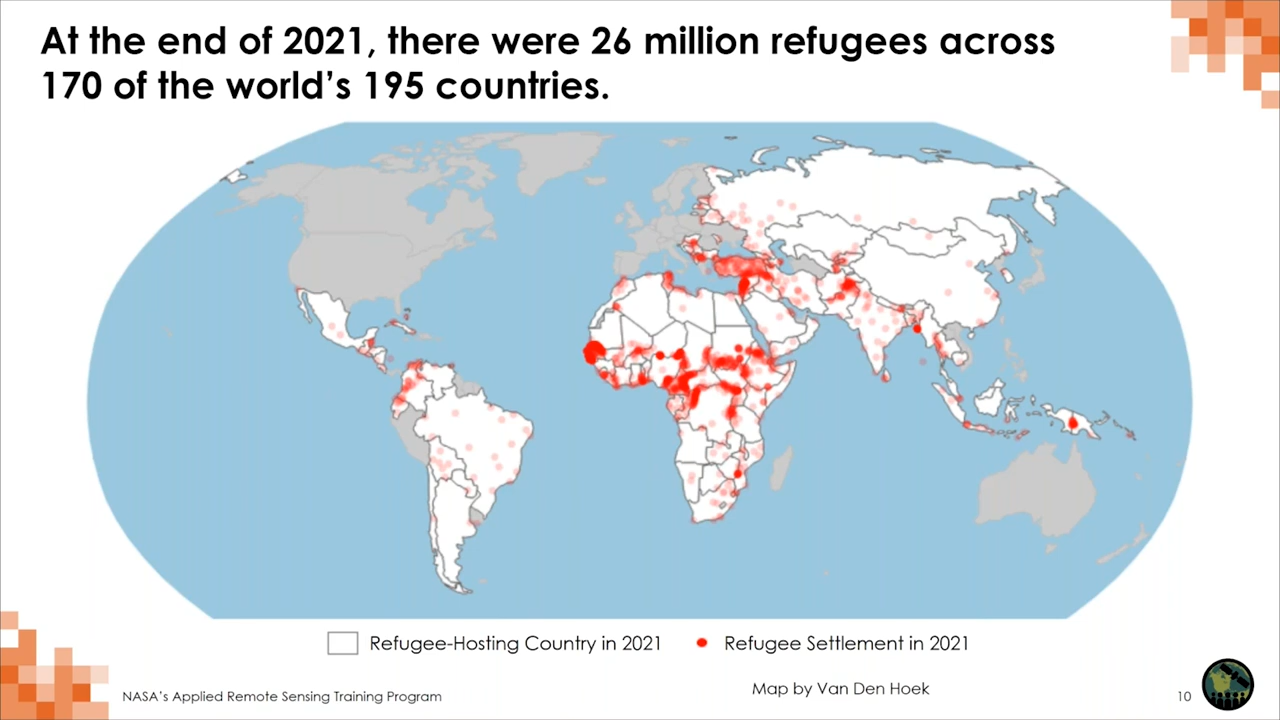 At the end of 2021, there were 26 million refugees across
170 of the world’s 195 countries.
Refugee-Hosting Country in 2021
Refugee Settlement in 2021
Map by Van Den Hoek
NASA’s Applied Remote Sensing Training Program
10